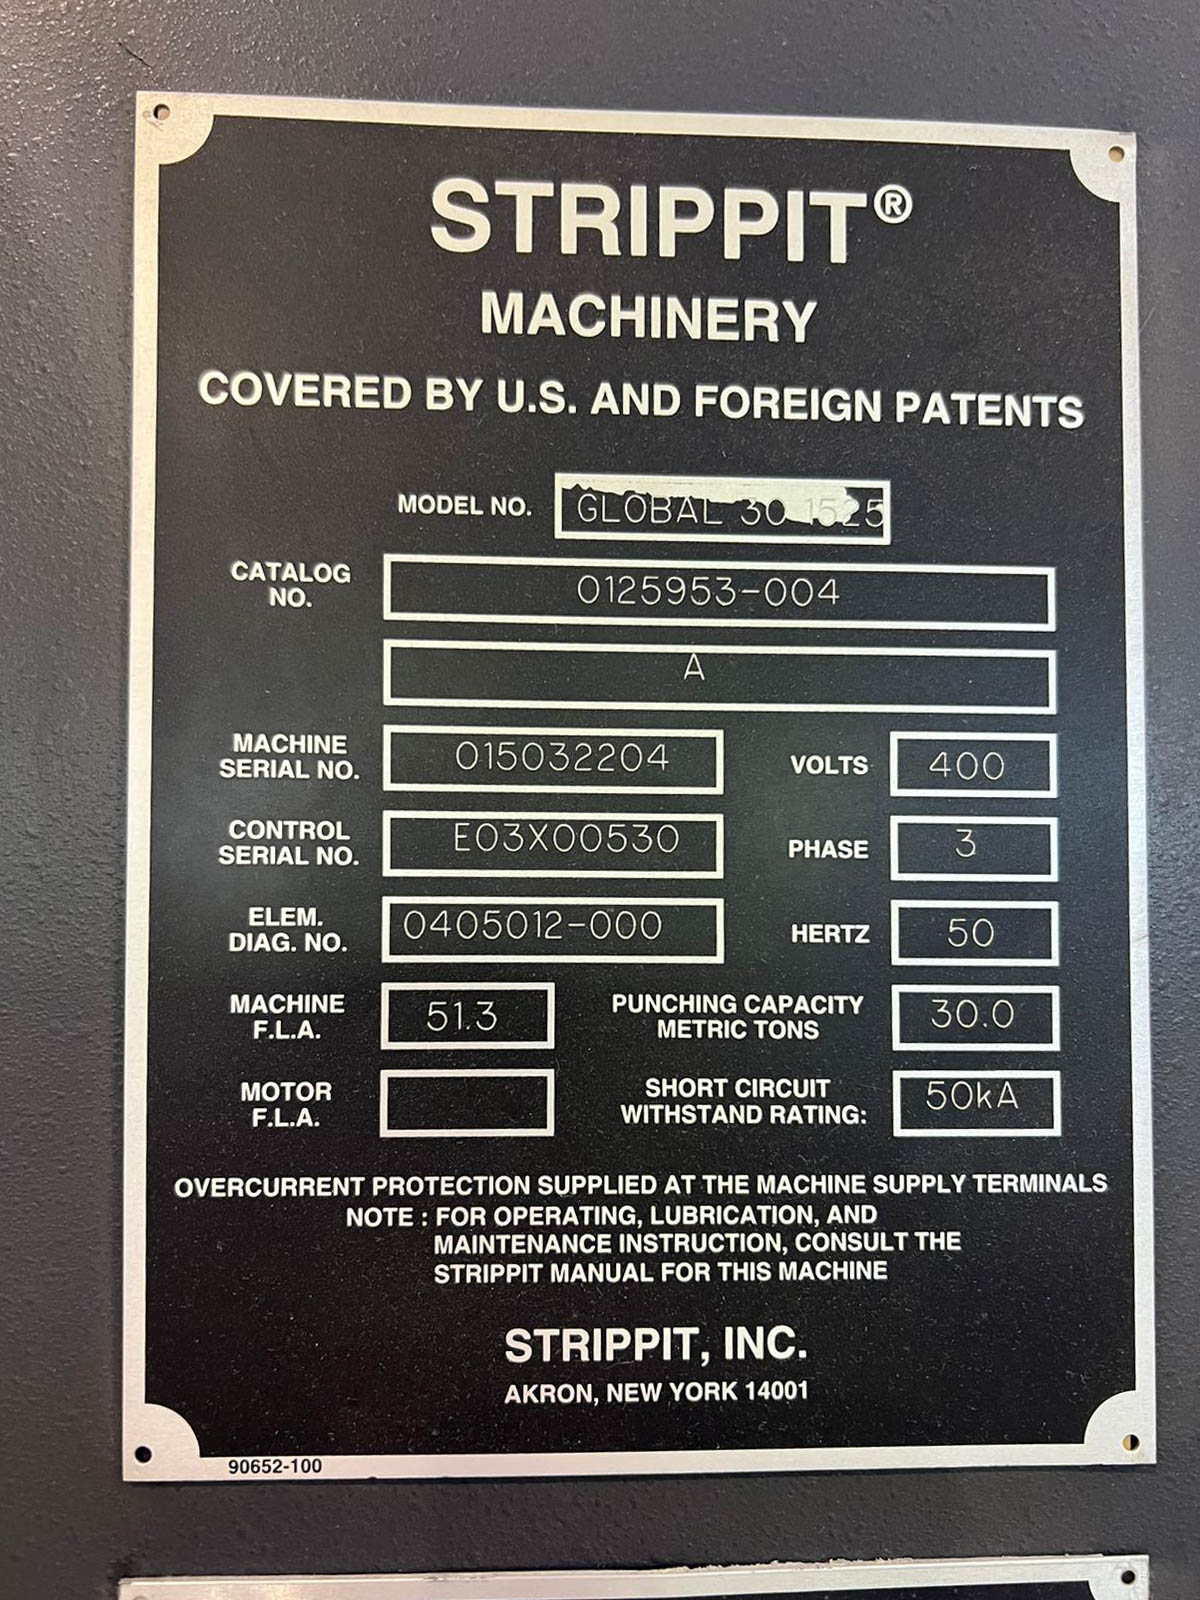 STRIPPIT®
MACHINERY
COVERED BY U.S. AND FOREIGN PATENTS
MODEL NO. GLOBAL 30 1525
CATALOG NO. 0125953-004
A
MACHINE SERIAL NO. 015032204
VOLTS 400
CONTROL SERIAL NO. E03X00530
PHASE 3
ELEM. DIAG. NO. 0405012-000
HERTZ 50
MACHINE F.L.A. 51.3
PUNCHING CAPACITY METRIC TONS 30.0
MOTOR F.L.A.
SHORT CIRCUIT WITHSTAND RATING: 50kA
OVERCURRENT PROTECTION SUPPLIED AT THE MACHINE SUPPLY TERMINALS
NOTE : FOR OPERATING, LUBRICATION, AND
MAINTENANCE INSTRUCTION, CONSULT THE
STRIPPIT MANUAL FOR THIS MACHINE
STRIPPIT, INC.
AKRON, NEW YORK 14001
90652-100